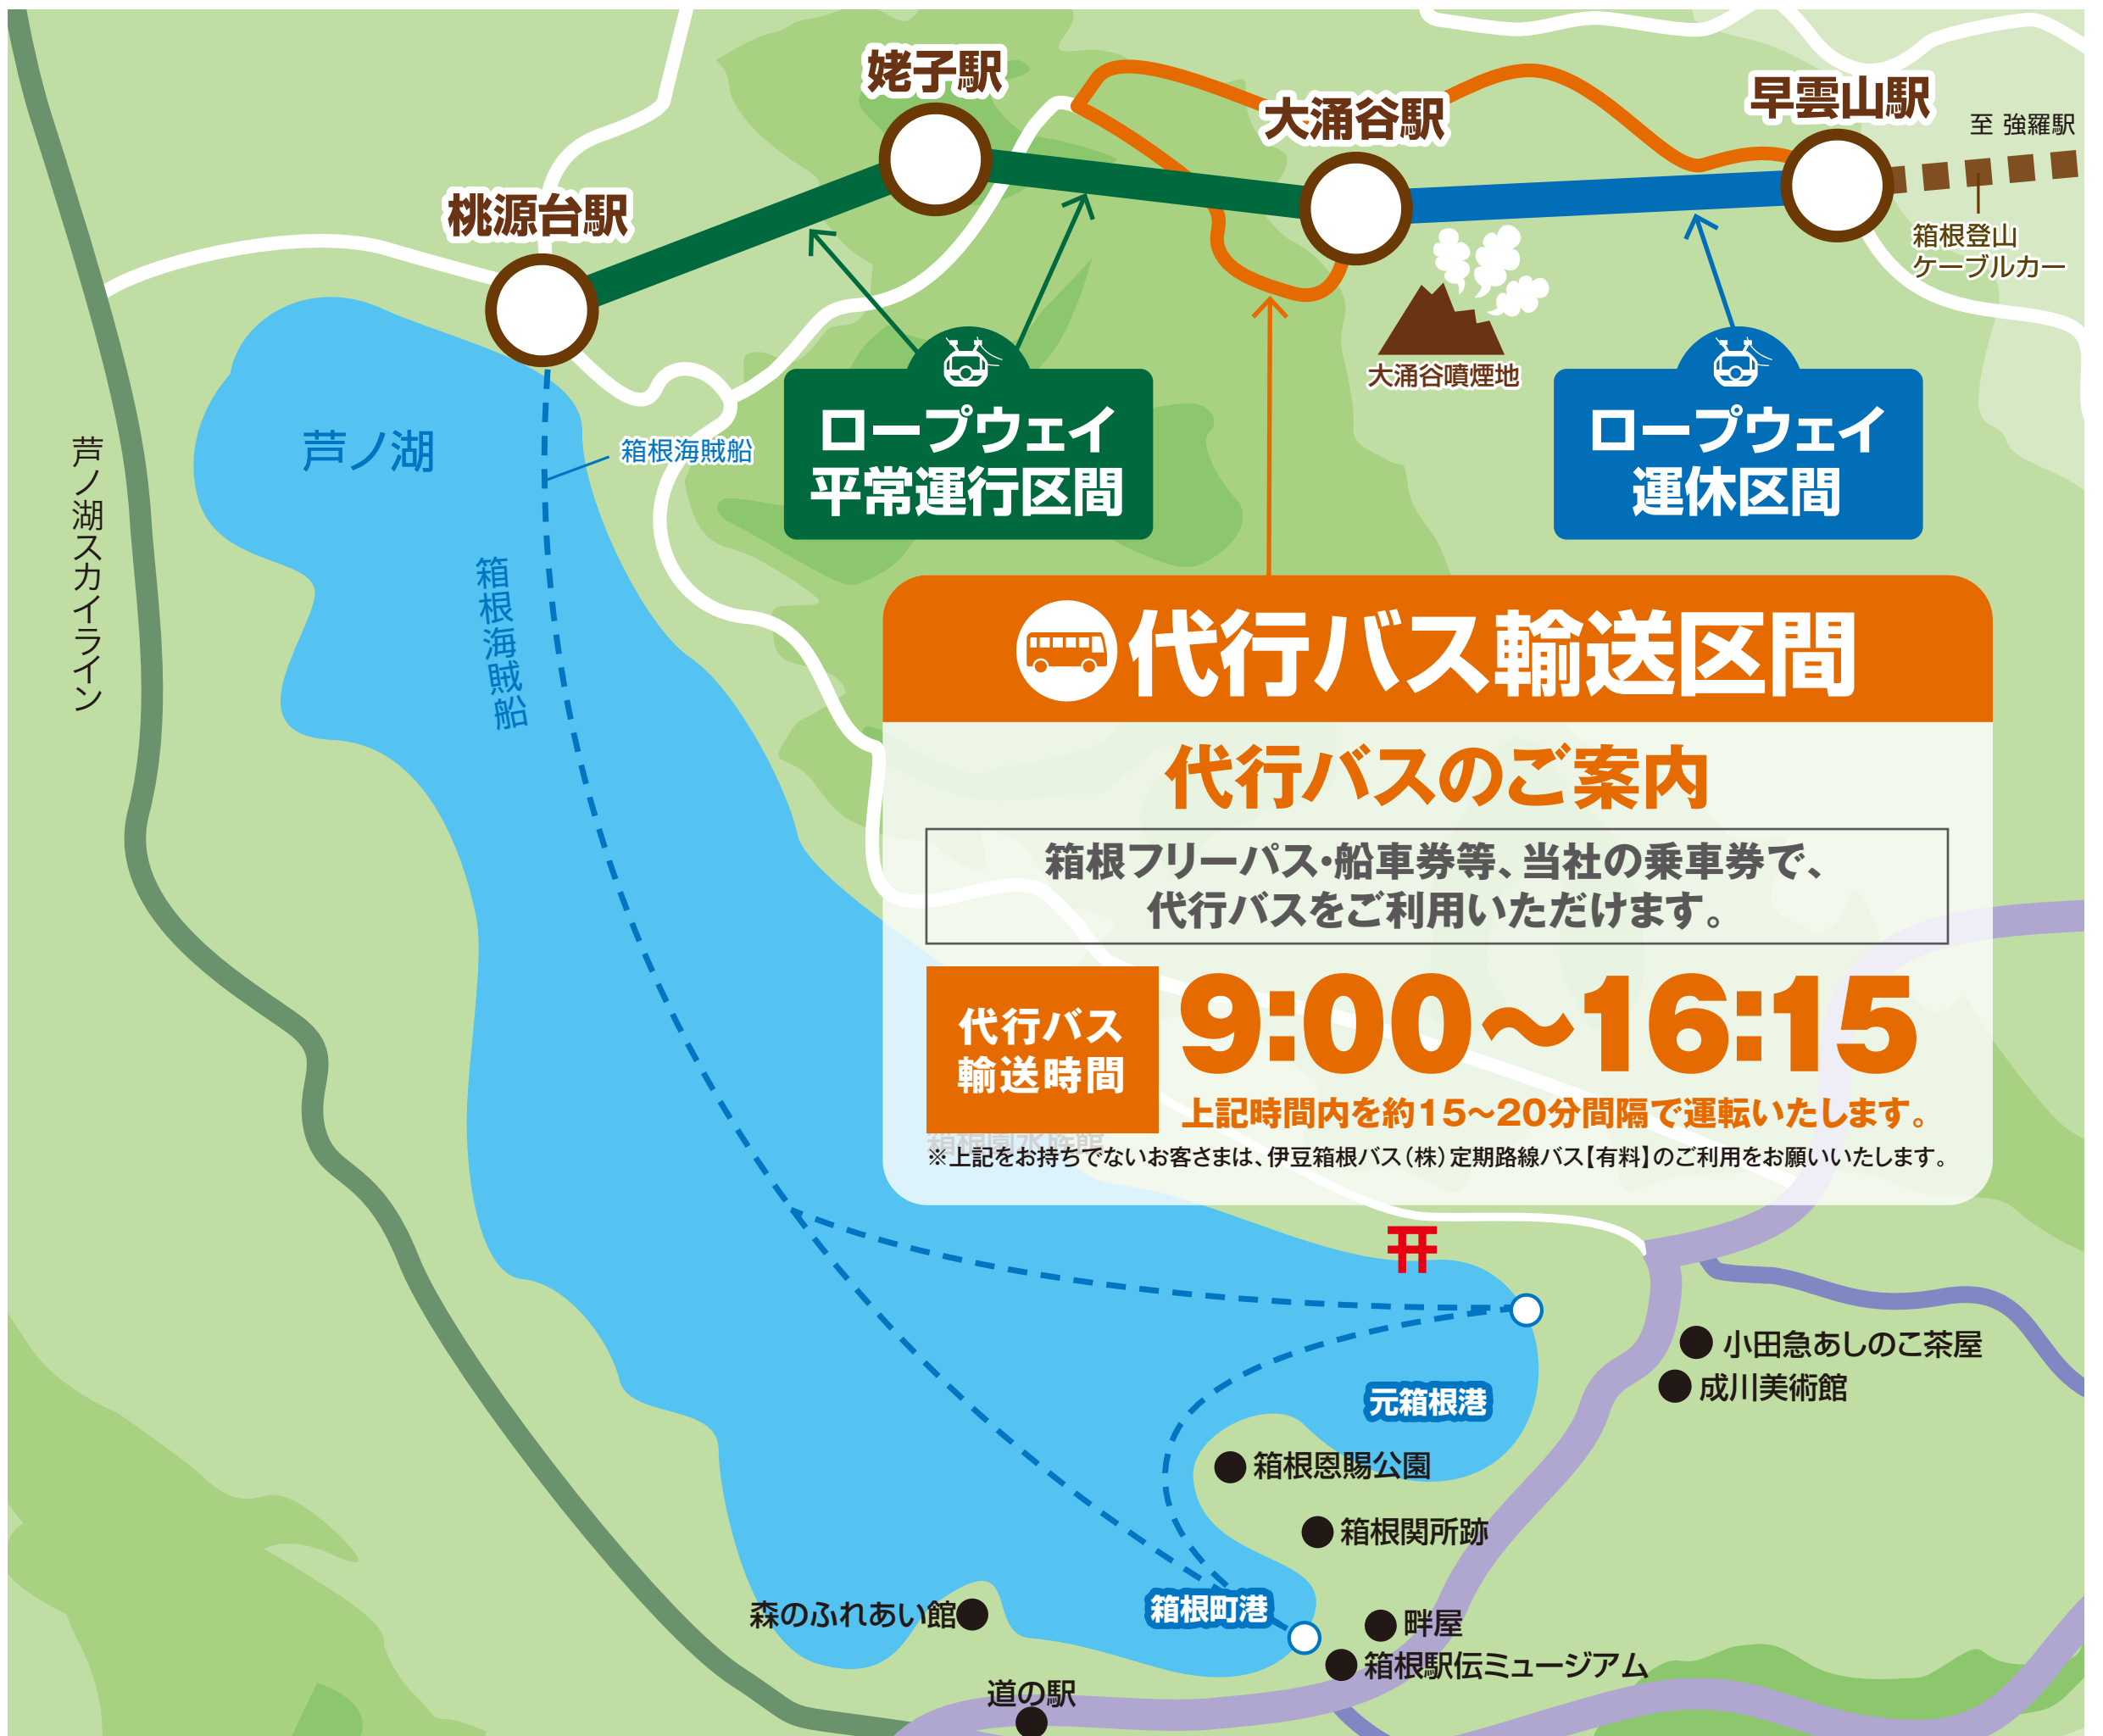 姥子駅
大涌谷駅
早雲山駅
至 強羅駅
桃源台駅
箱根登山
ケーブルカー
大涌谷噴煙地
芦ノ湖
箱根海賊船
芦ノ湖スカイライン
箱根海賊船
ロープウェイ
平常運行区間
ロープウェイ
運休区間
代行バス輸送区間
代行バスのご案内
箱根フリーパス・船車券等、当社の乗車券で、
代行バスをご利用いただけます。
代行バス
輸送時間
9:00〜16:15
上記時間内を約15〜20分間隔で運転いたします。
箱根園水族館
※上記をお持ちでないお客さまは、伊豆箱根バス(株)定期路線バス【有料】のご利用をお願いいたします。
小田急あしのこ茶屋
成川美術館
元箱根港
箱根恩賜公園
箱根関所跡
箱根町港
森のふれあい館
畔屋
箱根駅伝ミュージアム
道の駅